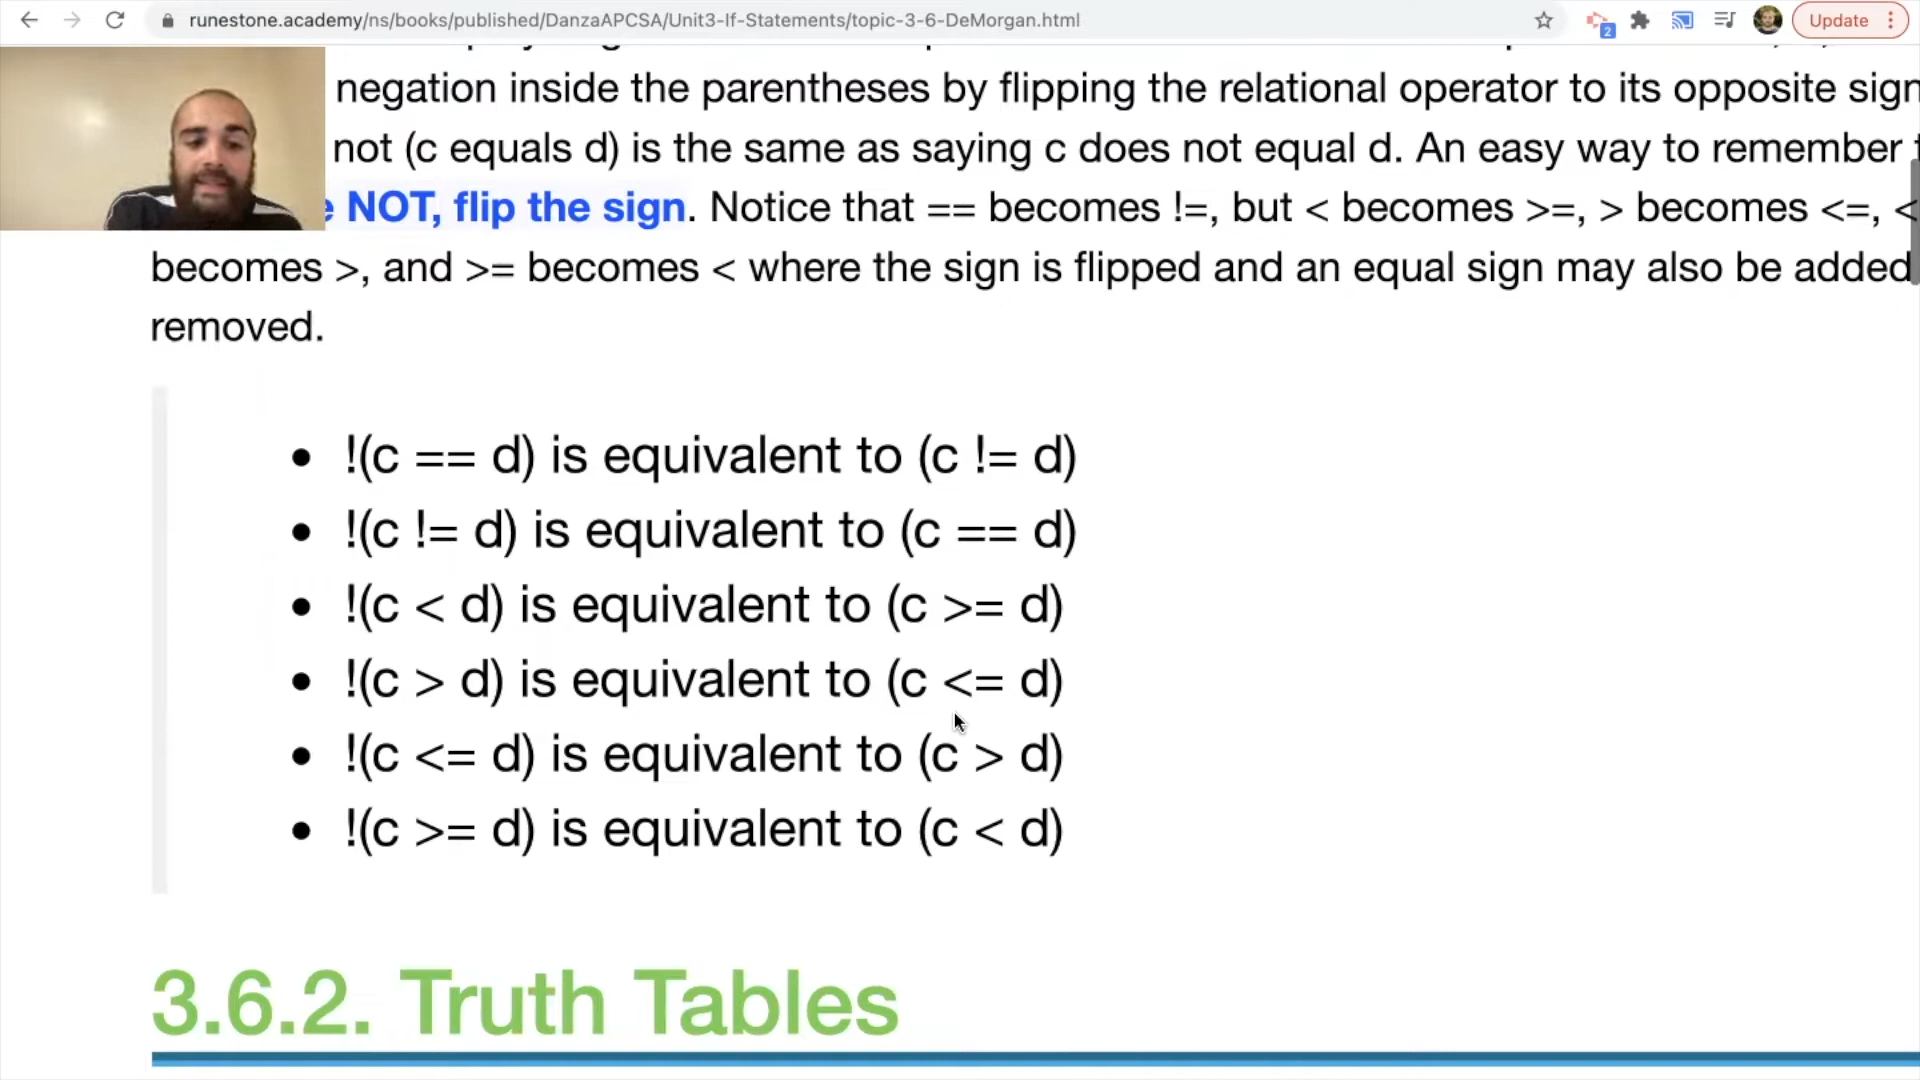 runestone.academy/ns/books/published/DanzaAPCSA/Unit3-If-Statements/topic-3-6-DeMorgan.html
2
Update
negation inside the parentheses by flipping the relational operator to its opposite sign
not (c equals d) is the same as saying c does not equal d. An easy way to remember
NOT, flip the sign. Notice that == becomes !=, but < becomes >=, > becomes <=, <
becomes >, and >= becomes < where the sign is flipped and an equal sign may also be added
removed.
• !(c == d) is equivalent to (c != d)
• !(c != d) is equivalent to (c == d)
• !(c < d) is equivalent to (c >= d)
• !(c > d) is equivalent to (c <= d)
• !(c <= d) is equivalent to (c > d)
• !(c >= d) is equivalent to (c < d)
3.6.2. Truth Tables